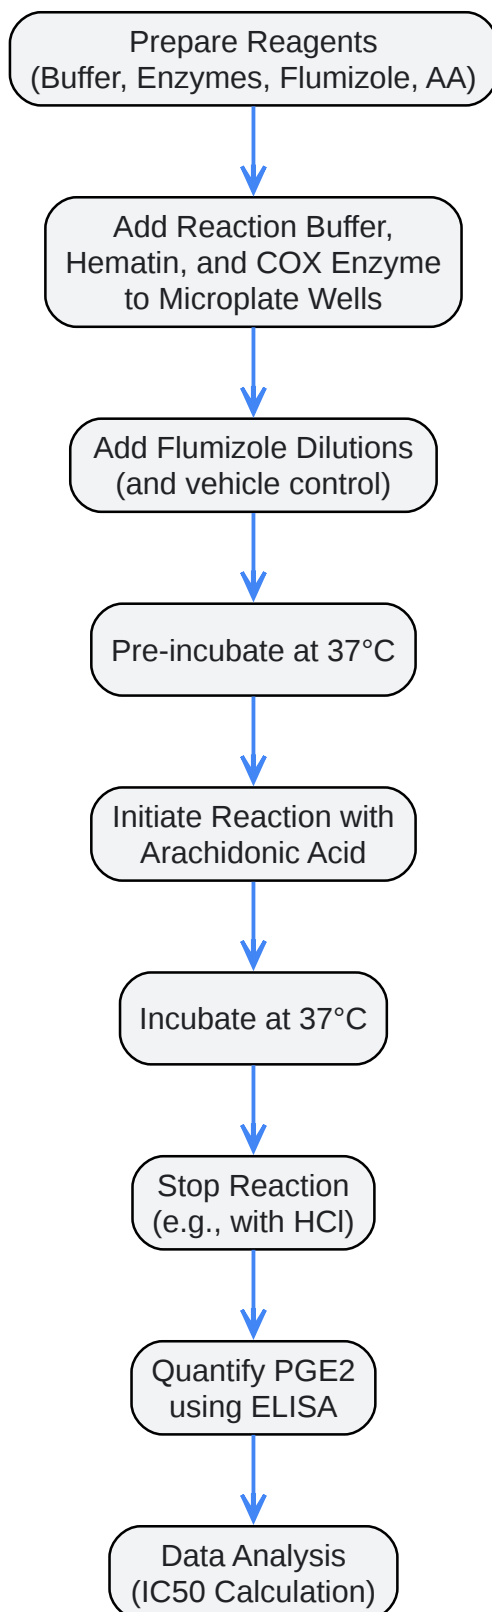 Prepare Reagents
(Buffer, Enzymes, Flumizole, AA)
Add Reaction Buffer,
Hematin, and COX Enzyme
to Microplate Wells
Add Flumizole Dilutions
(and vehicle control)
Pre-incubate at 37°C
Initiate Reaction with
Arachidonic Acid
Incubate at 37°C
Stop Reaction
(e.g., with HCl)
Quantify PGE2
using ELISA
Data Analysis
(IC50 Calculation)